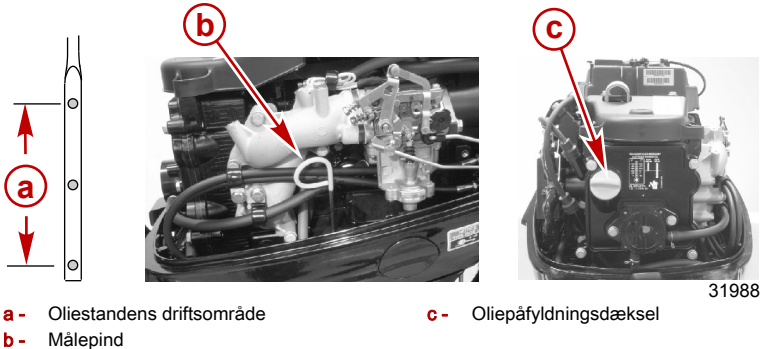 b
c
a
31988
a - Oliestandens driftsområde
b - Målepind
c - Oliepåfyldningsdæksel